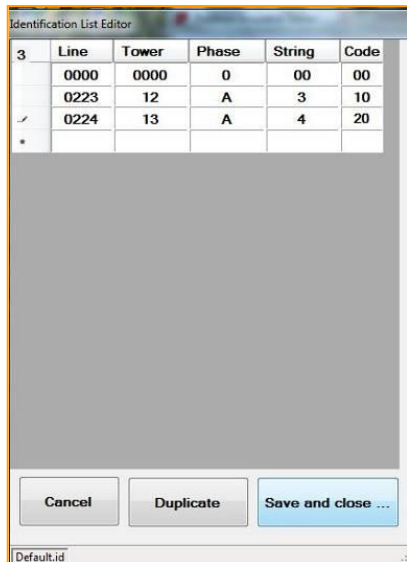 Identification List Editor
3 Line Tower Phase String Code
0000 0000 0 00 00
0223 12 A 3 10
0224 13 A 4 20
*
Cancel Duplicate Save and close ...
Default.id